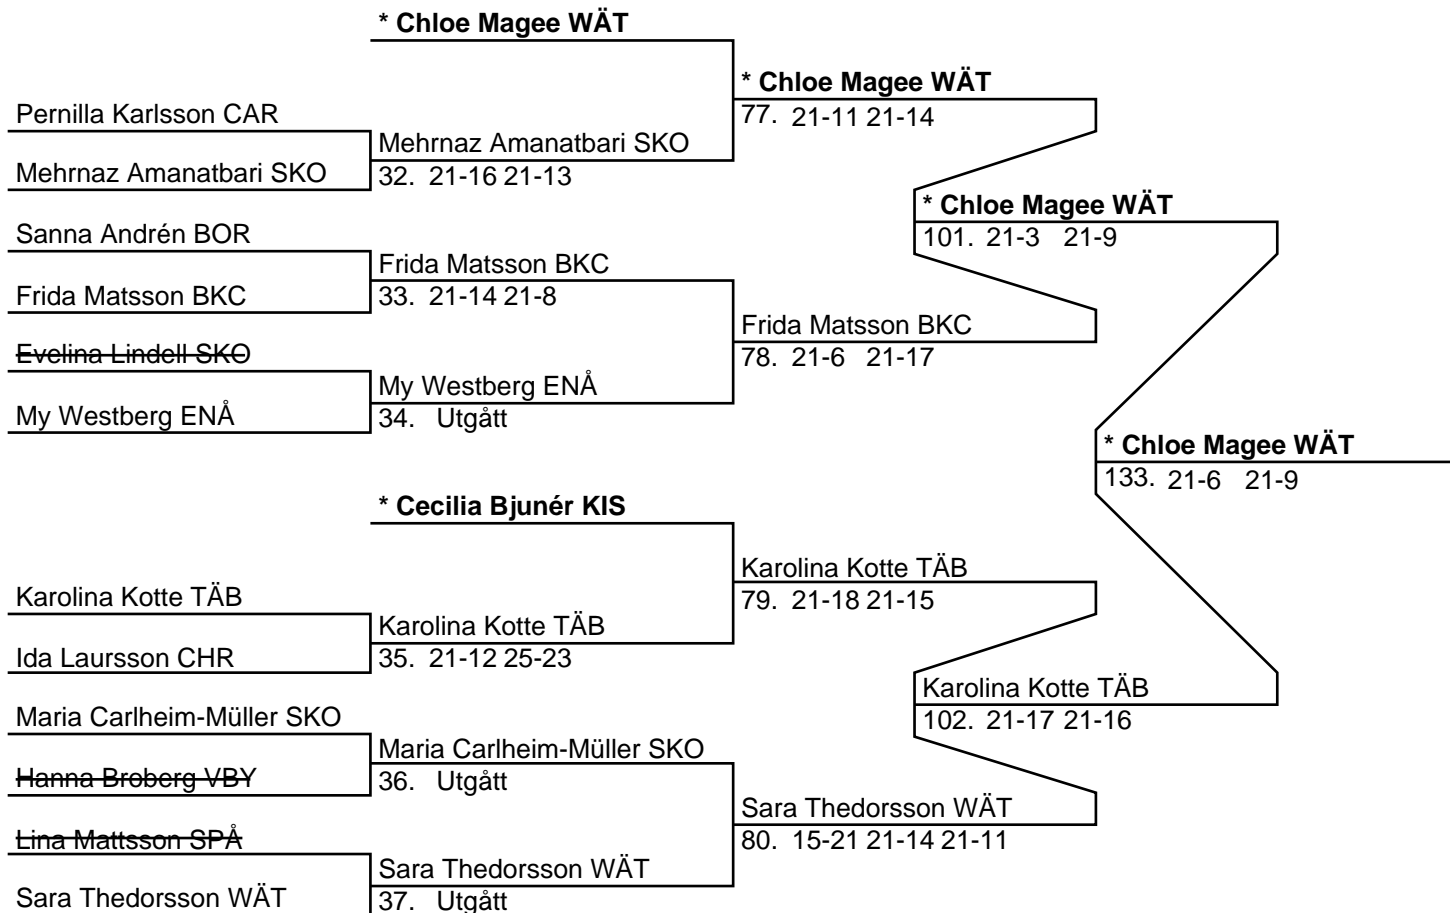 * Chloe Magee WÄT
* Chloe Magee WÄT
77. 21-11 21-14
Pernilla Karlsson CAR
Mehrnaz Amanatbari SKO
32. 21-16 21-13
Mehrnaz Amanatbari SKO
* Chloe Magee WÄT
101. 21-3 21-9
Sanna Andrén BOR
Frida Matsson BKC
33. 21-14 21-8
Frida Matsson BKC
Frida Matsson BKC
78. 21-6 21-17
Evelina Lindell SKO
My Westberg ENÅ
34. Utgått
My Westberg ENÅ
* Chloe Magee WÄT
133. 21-6 21-9
* Cecilia Bjunér KIS
Karolina Kotte TÄB
79. 21-18 21-15
Karolina Kotte TÄB
Karolina Kotte TÄB
35. 21-12 25-23
Ida Laursson CHR
Karolina Kotte TÄB
102. 21-17 21-16
Maria Carlheim-Müller SKO
Maria Carlheim-Müller SKO
36. Utgått
Hanna Broberg VBY
Sara Thedorsson WÄT
80. 15-21 21-14 21-11
Lina Mattsson SPÅ
Sara Thedorsson WÄT
37. Utgått
Sara Thedorsson WÄT